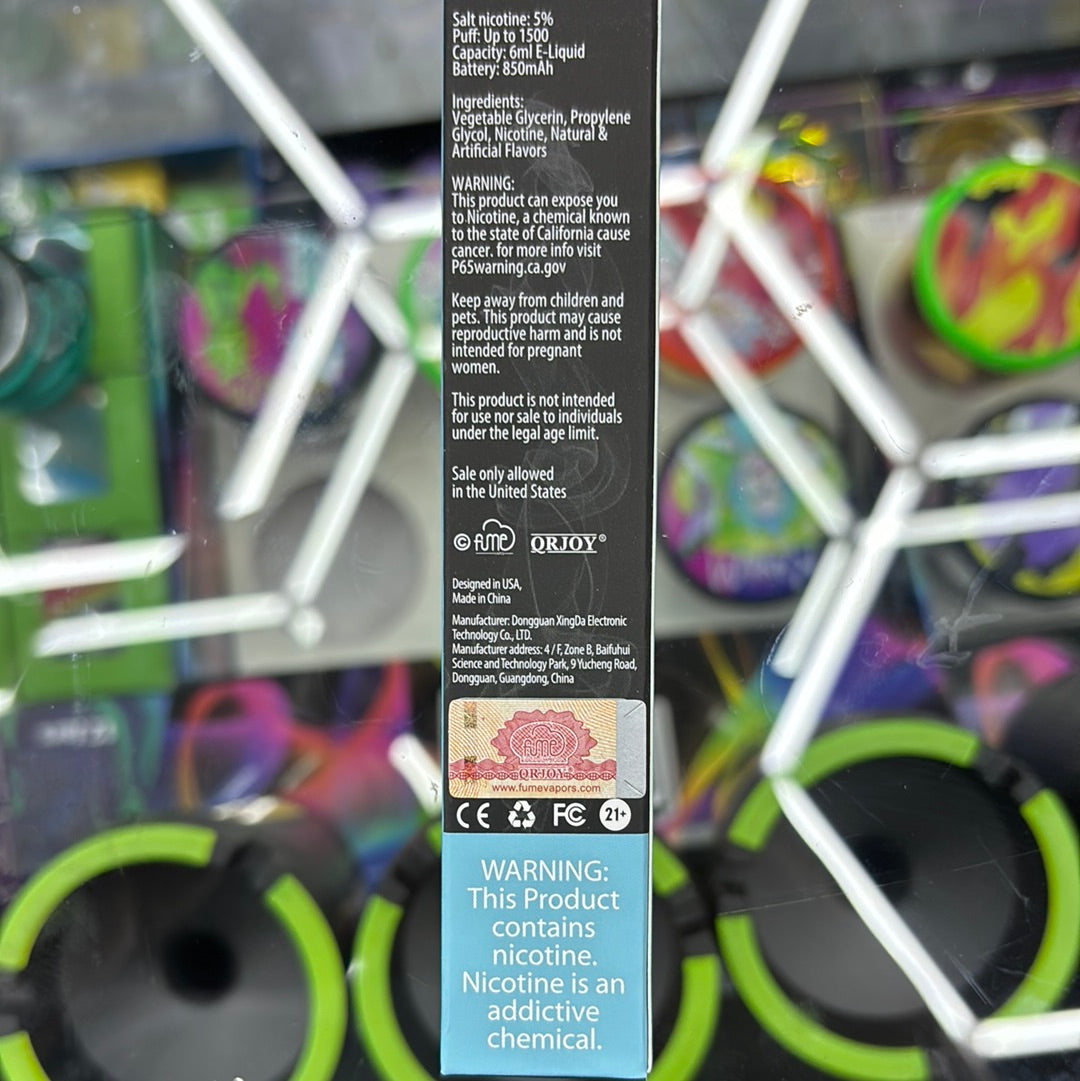 Salt nicotine: 5%
Puff: Up to 1500
Capacity: 6ml E-Liquid
Battery: 850mAh
Ingredients:
Vegetable Glycerin, Propylene
Glycol, Nicotine, Natural &
Artificial Flavors
WARNING:
This product can expose you
to Nicotine, a chemical known
to the state of California cause
cancer. for more info visit
P65warning.ca.gov
Keep away from children and
pets. This product may cause
reproductive harm and is not
intended for pregnant
women.
This product is not intended
for use nor sale to individuals
under the legal age limit.
Sale only allowed
in the United States
© fume QRJOY®
Designed in USA,
Made in China
Manufacturer: Dongguan XingDa Electronic
Technology Co., LTD.
Manufacturer address: 4 / F, Zone B, Baifuhui
Science and Technology Park, 9 Yucheng Road,
Dongguan, Guangdong, China
fume
QRJOY
www.fumevapors.com
CE FC 21+
WARNING:
This Product
contains
nicotine.
Nicotine is an
addictive
chemical.